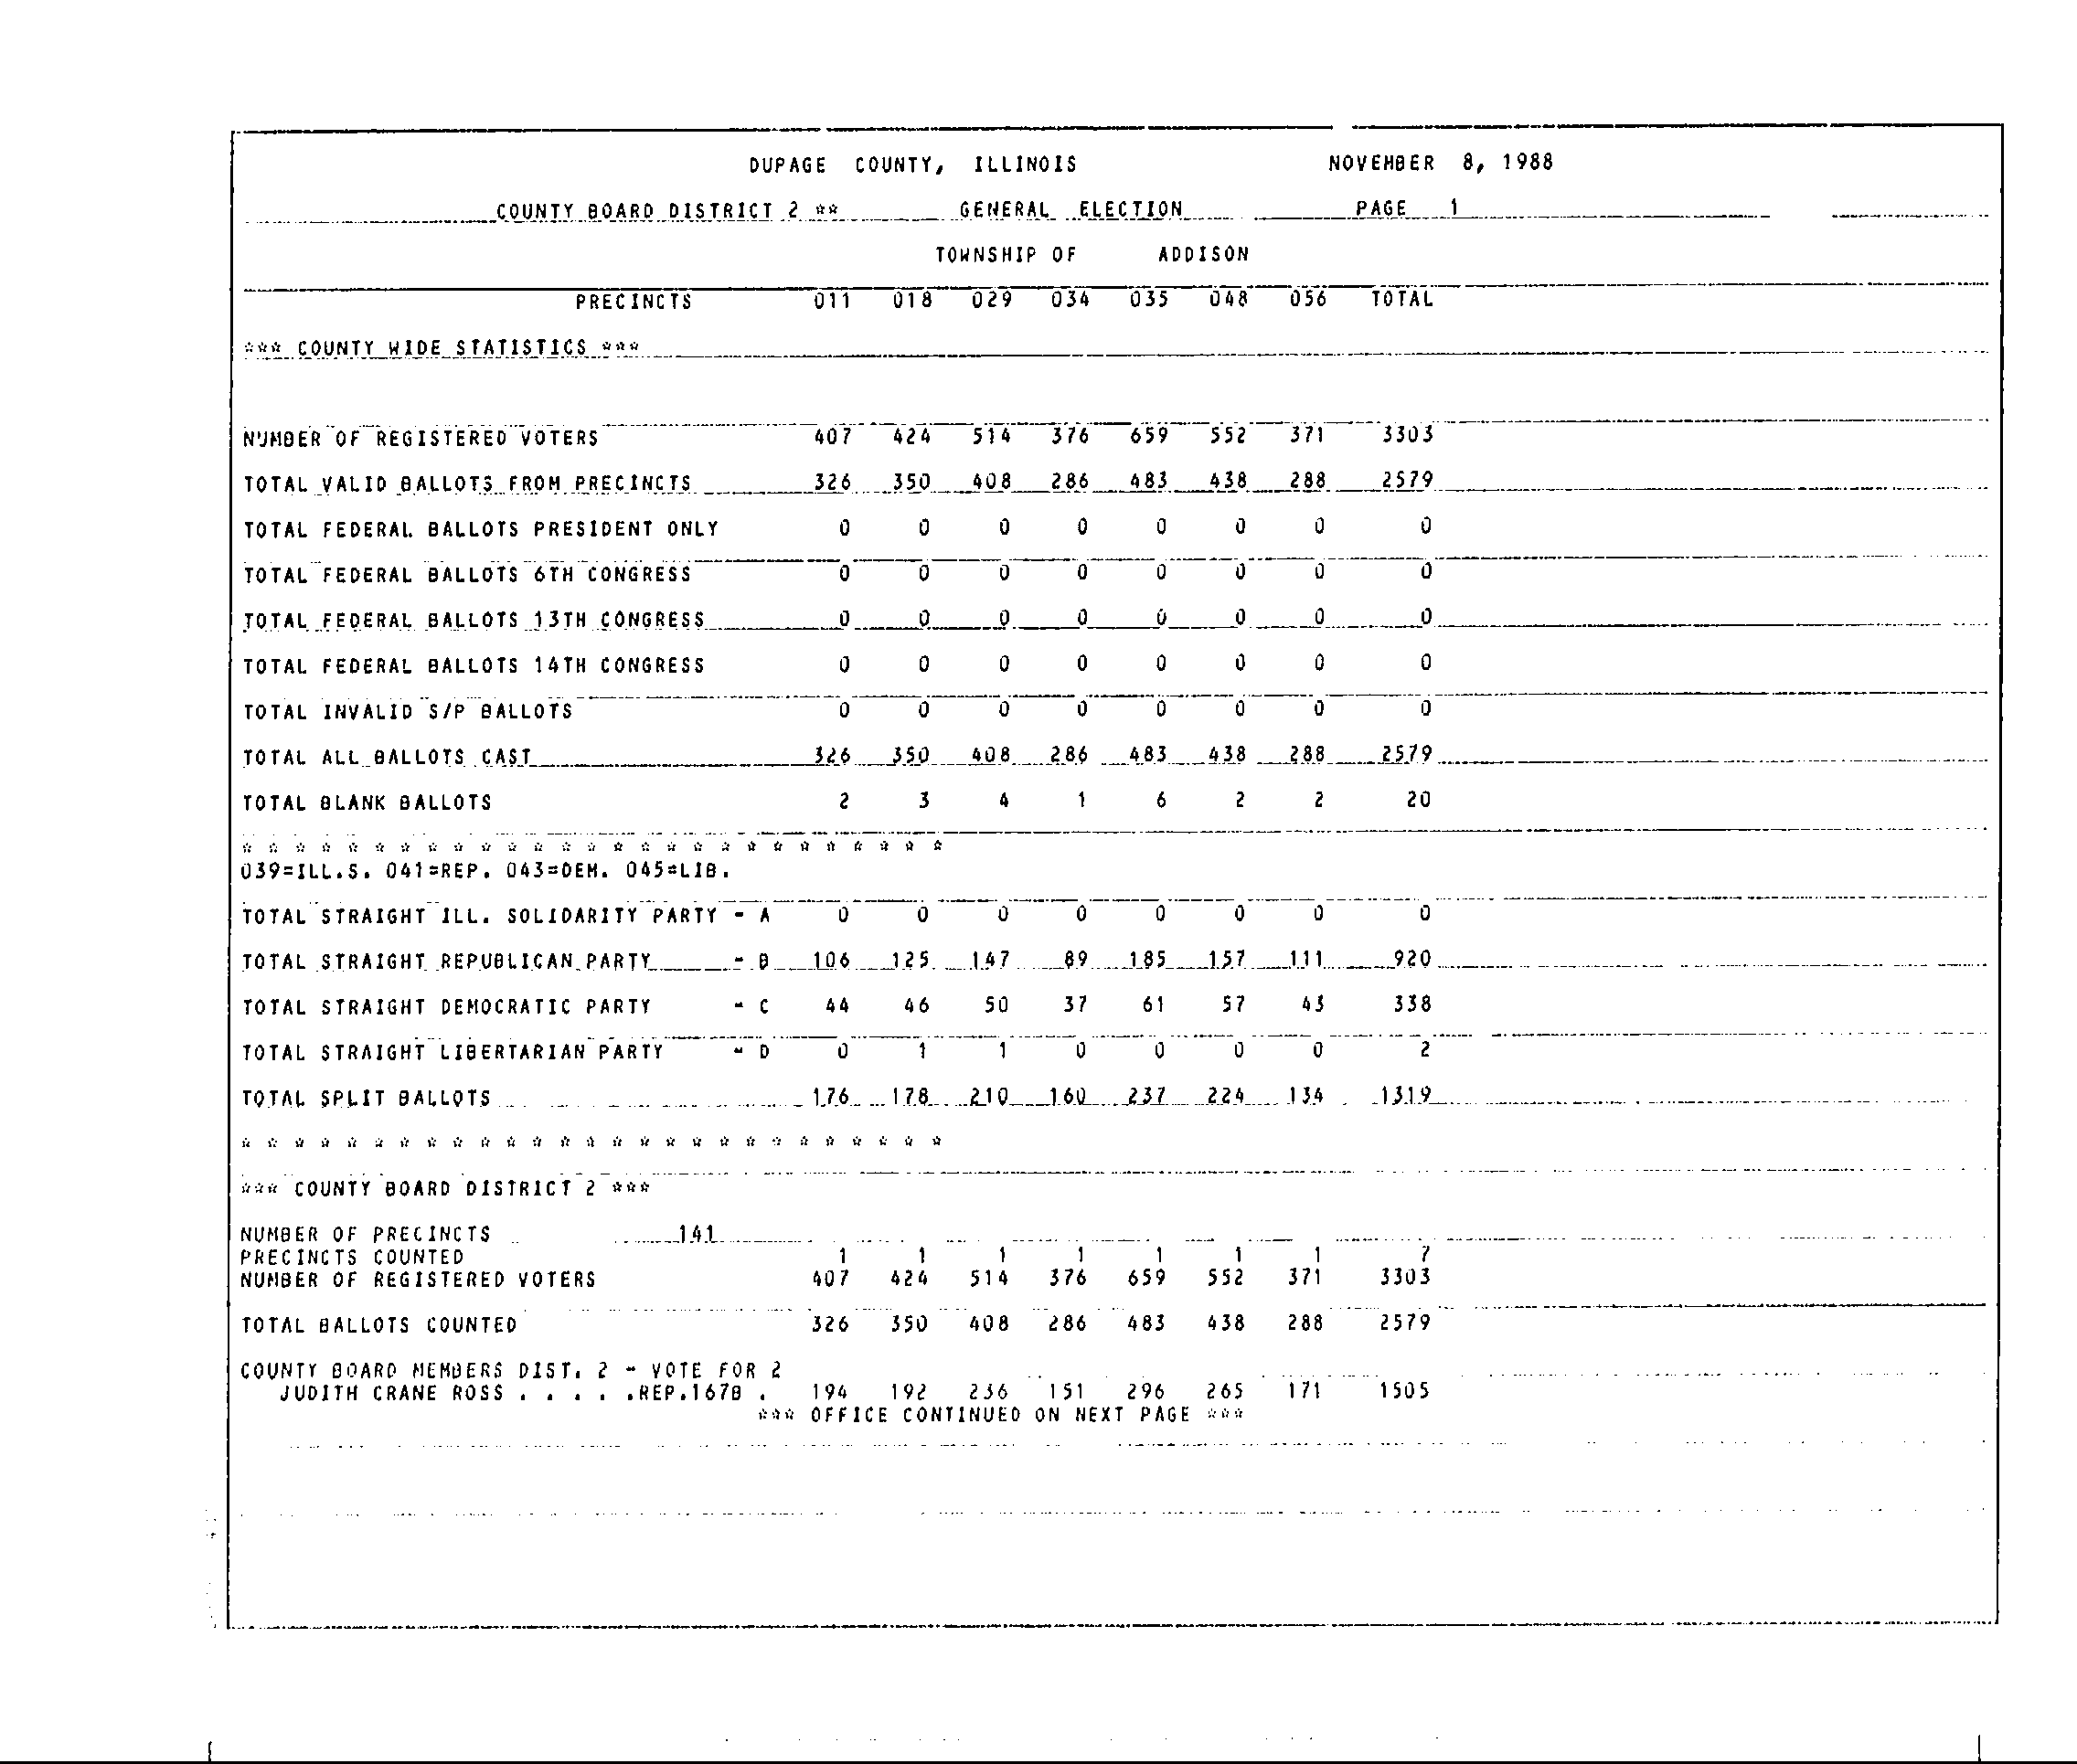 DUPAGE COUNTY, ILLINOIS NOVEMBER 8, 1988
COUNTY BOARD DISTRICT 2 ** GENERAL ELECTION PAGE 1
TOWNSHIP OF ADDISON
PRECINCTS 011 018 029 034 035 048 056 TOTAL
*** COUNTY WIDE STATISTICS ***
NUMBER OF REGISTERED VOTERS 407 424 514 376 659 552 371 3303
TOTAL VALID BALLOTS FROM PRECINCTS 326 350 408 286 483 438 288 2579
TOTAL FEDERAL BALLOTS PRESIDENT ONLY 0 0 0 0 0 0 0 0
TOTAL FEDERAL BALLOTS 6TH CONGRESS 0 0 0 0 0 0 0 0
TOTAL FEDERAL BALLOTS 13TH CONGRESS 0 0 0 0 0 0 0 0
TOTAL FEDERAL BALLOTS 14TH CONGRESS 0 0 0 0 0 0 0 0
TOTAL INVALID S/P BALLOTS 0 0 0 0 0 0 0 0
TOTAL ALL BALLOTS CAST 326 350 408 286 483 438 288 2579
TOTAL BLANK BALLOTS 2 3 4 1 6 2 2 20
* * * * * * * * * * * * * * * * * * * * * * * * * * *
039=ILL.S. 041=REP. 043=DEM. 045=LIB.
TOTAL STRAIGHT ILL. SOLIDARITY PARTY - A 0 0 0 0 0 0 0 0
TOTAL STRAIGHT REPUBLICAN PARTY - B 106 125 147 89 185 157 111 920
TOTAL STRAIGHT DEMOCRATIC PARTY - C 44 46 50 37 61 57 43 338
TOTAL STRAIGHT LIBERTARIAN PARTY - D 0 1 1 0 0 0 0 2
TOTAL SPLIT BALLOTS 176 178 210 160 237 224 134 1319
* * * * * * * * * * * * * * * * * * * * * * * * * * *
*** COUNTY BOARD DISTRICT 2 ***
NUMBER OF PRECINCTS 141
PRECINCTS COUNTED 1 1 1 1 1 1 1 7
NUMBER OF REGISTERED VOTERS 407 424 514 376 659 552 371 3303
TOTAL BALLOTS COUNTED 326 350 408 286 483 438 288 2579
COUNTY BOARD MEMBERS DIST. 2 - VOTE FOR 2
JUDITH CRANE ROSS . . . . .REP.167B . 194 192 236 151 296 265 171 1505
*** OFFICE CONTINUED ON NEXT PAGE ***